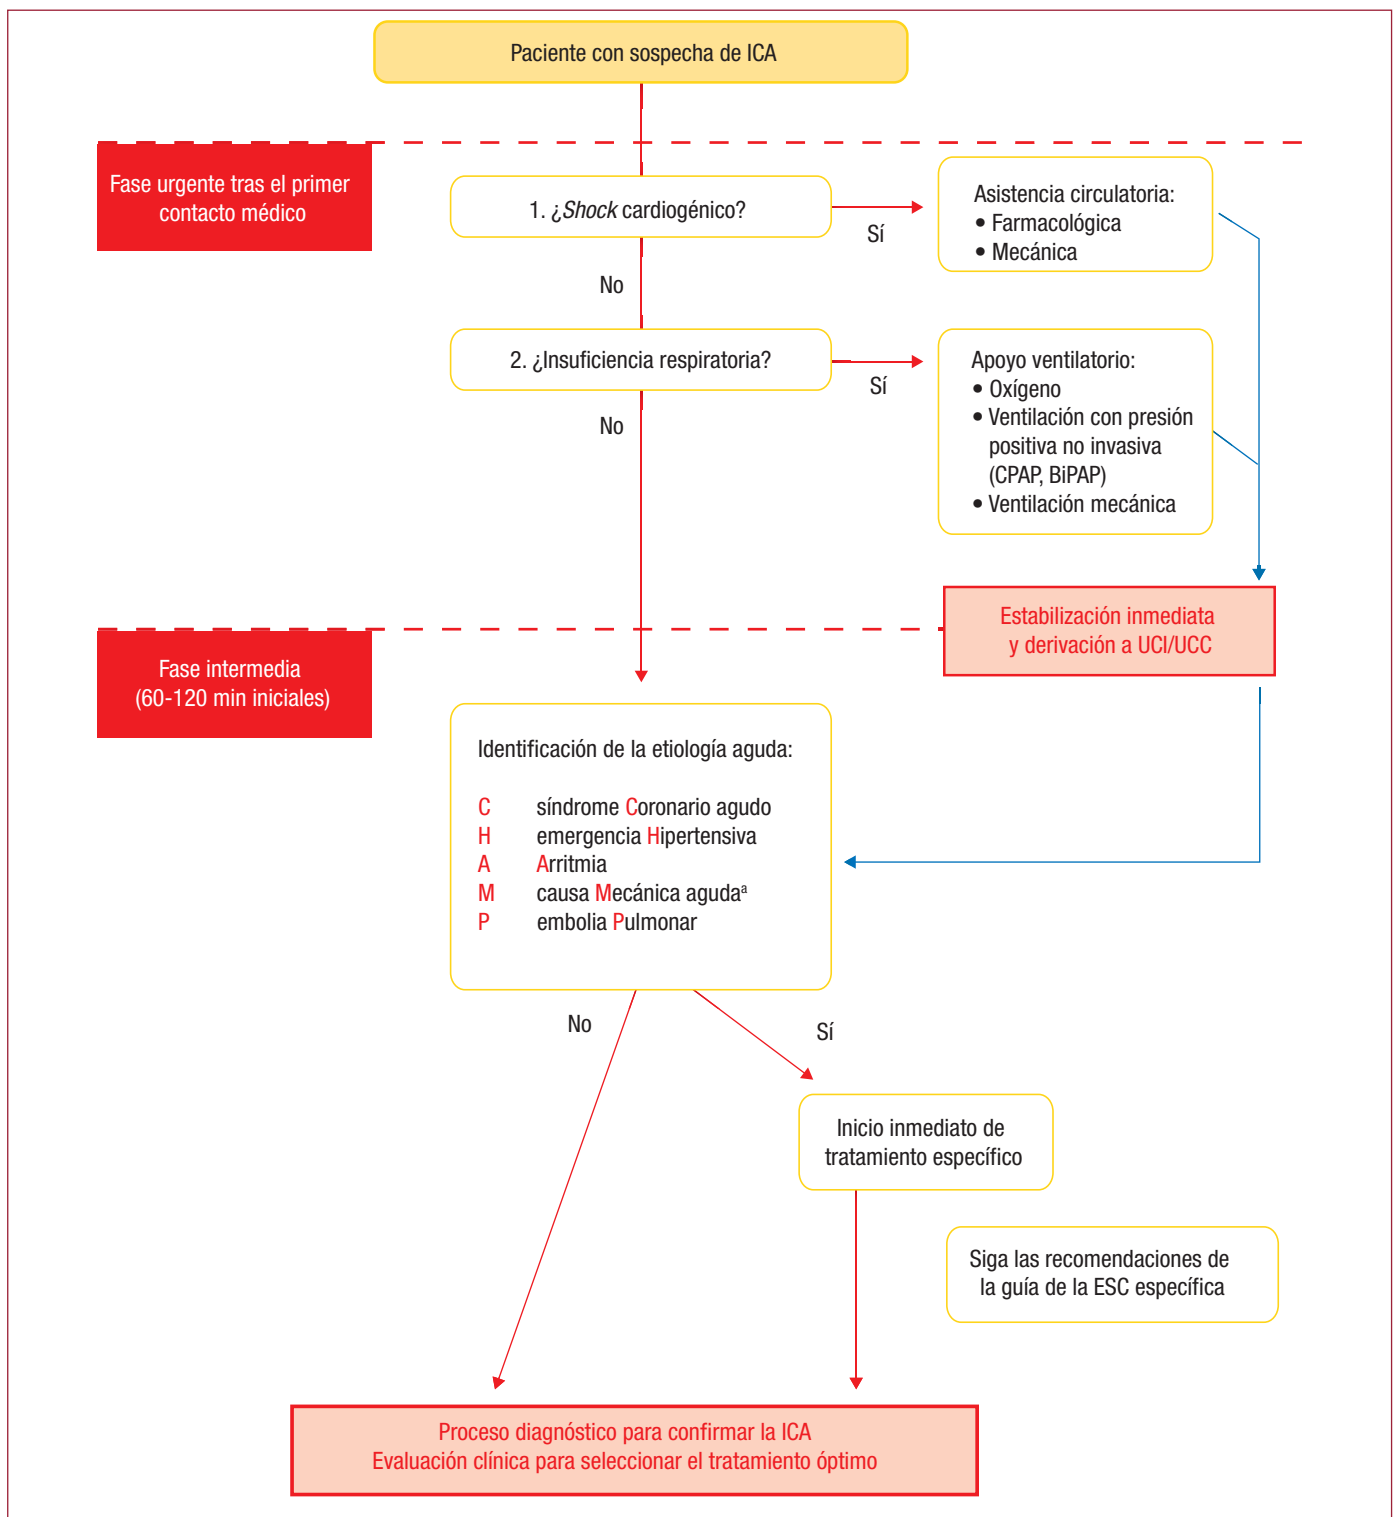 Paciente con sospecha de ICA
Fase urgente tras el primer
contacto médico
1. ¿Shock cardiogénico?
Sí
Asistencia circulatoria:
• Farmacológica
• Mecánica
No
2. ¿Insuficiencia respiratoria?
Sí
Apoyo ventilatorio:
• Oxígeno
• Ventilación con presión
positiva no invasiva
(CPAP, BiPAP)
• Ventilación mecánica
No
Estabilización inmediata
y derivación a UCI/UCC
Fase intermedia
(60-120 min iniciales)
Identificación de la etiología aguda:
C síndrome Coronario agudo
H emergencia Hipertensiva
A Arritmia
M causa Mecánica agudaª
P embolia Pulmonar
No
Sí
Inicio inmediato de
tratamiento específico
Siga las recomendaciones de
la guía de la ESC específica
Proceso diagnóstico para confirmar la ICA
Evaluación clínica para seleccionar el tratamiento óptimo